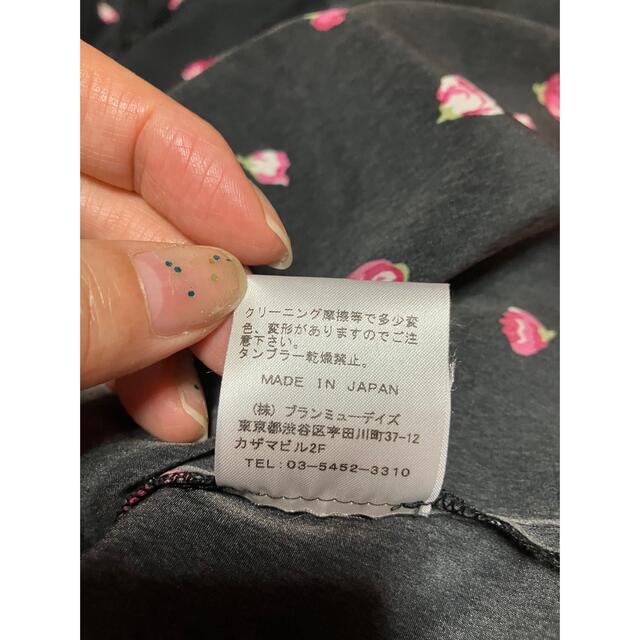 クリーニング摩擦等で多少変
色、変形がありますのでご注
意下さい。
タンブラー乾燥禁止。
MADE IN JAPAN
(株) ブランミューデイズ
東京都渋谷区宇田川町37-12
カザマビル2F
TEL: 03-5452-3310